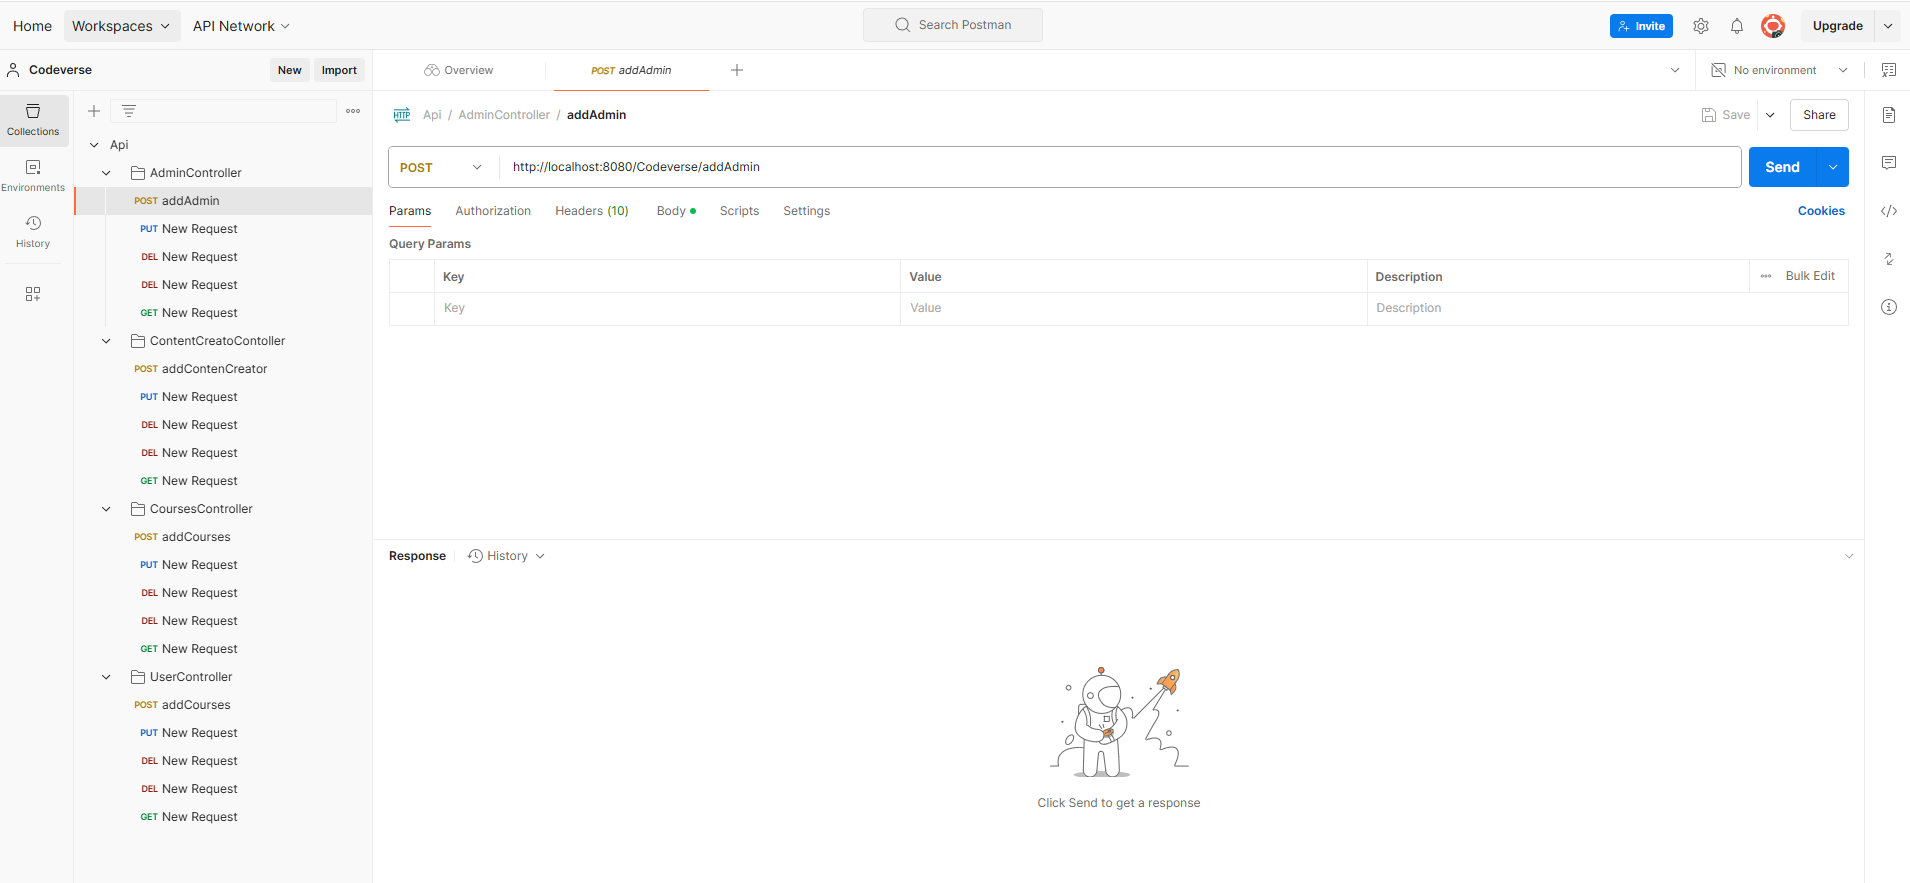 Home Workspaces API Network Search Postman Invite Upgrade
Codeverse New Import Overview POST addAdmin No environment
Collections
Environments
History
Api
AdminController
POST addAdmin
PUT New Request
DEL New Request
DEL New Request
GET New Request
ContentCreatoContoller
POST addContenCreator
PUT New Request
DEL New Request
DEL New Request
GET New Request
CoursesController
POST addCourses
PUT New Request
DEL New Request
DEL New Request
GET New Request
UserController
POST addCourses
PUT New Request
DEL New Request
DEL New Request
GET New Request
HTTP Api / AdminController / addAdmin Save Share
POST http://localhost:8080/Codeverse/addAdmin Send
Params Authorization Headers (10) Body Scripts Settings Cookies
Query Params
Key Value Description Bulk Edit
Key Value Description
Response History
Click Send to get a response